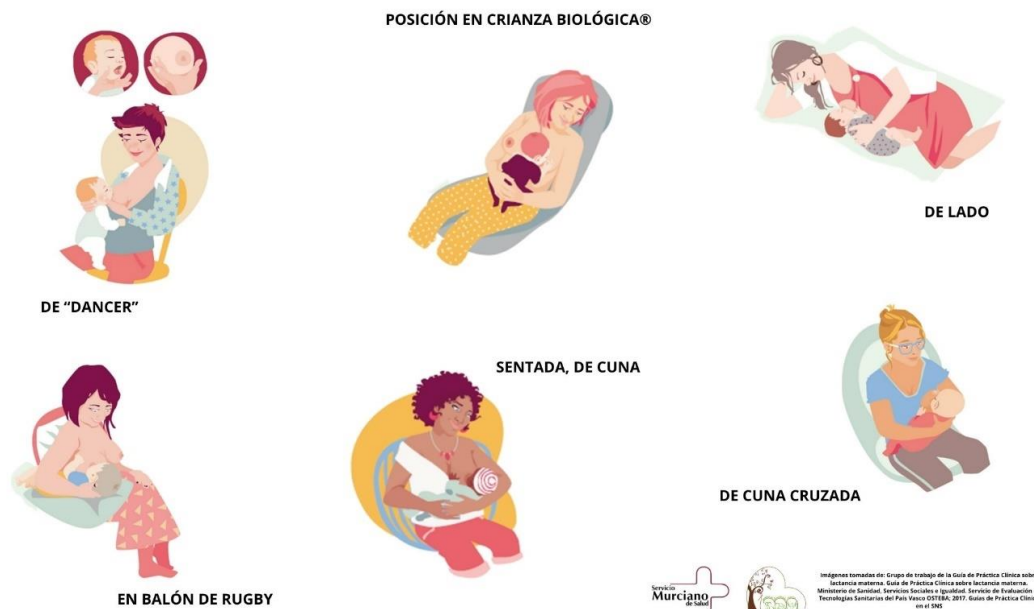 POSICIÓN EN CRIANZA BIOLÓGICA®
DE LADO
DE “DANCER”
SENTADA, DE CUNA
DE CUNA CRUZADA
EN BALÓN DE RUGBY
Servicio
Murciano
de Salud
Imágenes tomadas de: Grupo de trabajo de la Guía de Práctica Clínica sobre
lactancia materna. Guía de Práctica Clínica sobre lactancia materna.
Ministerio de Sanidad, Servicios Sociales e Igualdad. Servicio de Evaluación
Tecnologías Sanitarias del País Vasco OSTEBA; 2017. Guías de Práctica Clínic
en el SNS